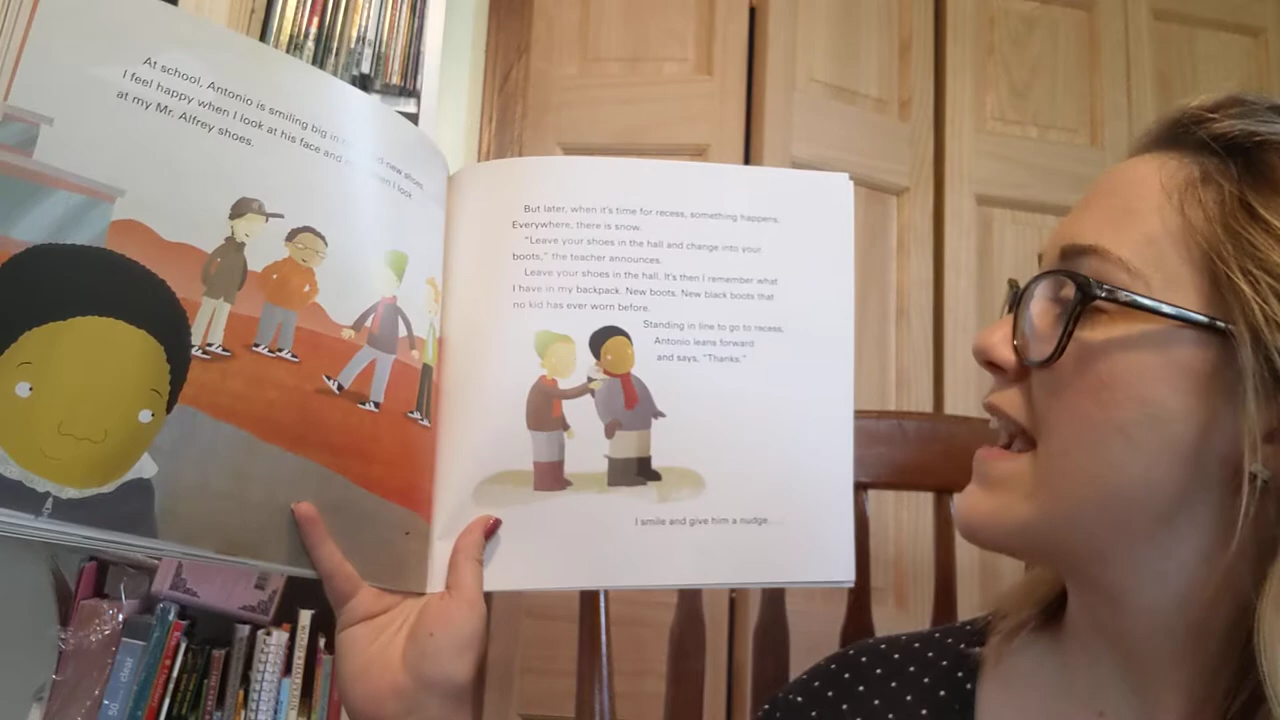 At school, Antonio is smiling big in new shoes.
I feel happy when I look at his face and when I look
at my Mr. Alfrey shoes.
But later, when it's time for recess, something happens.
Everywhere, there is snow.
"Leave your shoes in the hall and change into your
boots," the teacher announces.
Leave your shoes in the hall. It's then I remember what
I have in my backpack. New boots. New black boots that
no kid has ever worn before.
Standing in line to go to recess,
Antonio leans forward
and says, "Thanks."
I smile and give him a nudge.
clear